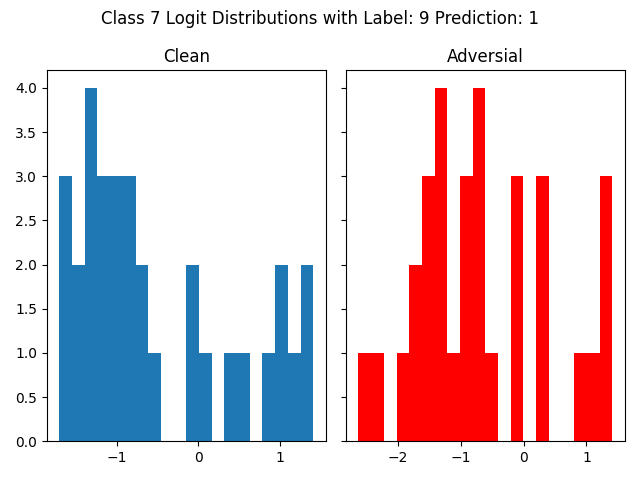 Class 7 Logit Distributions with Label: 9 Prediction: 1
Clean
Adversial
4.0
3.5
3.0
2.5
2.0
1.5
1.0
0.5
0.0
−1 0 1
−2 −1 0 1